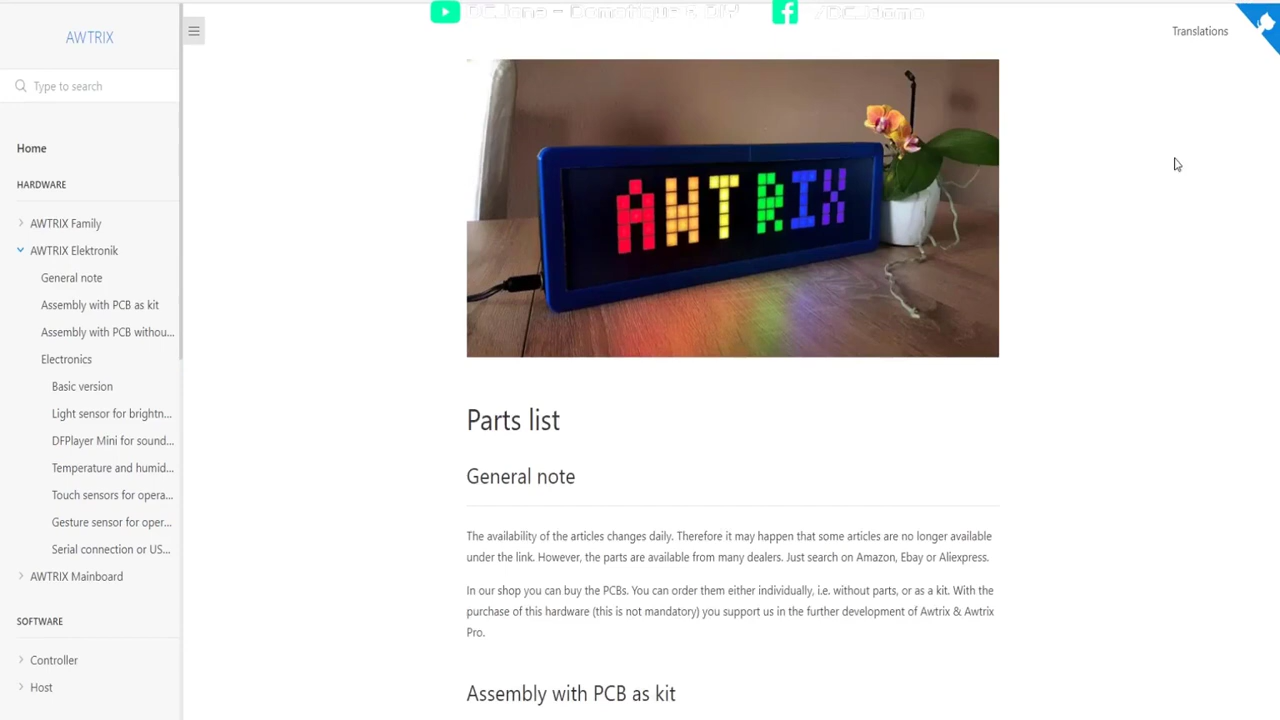 AWTRIX
Type to search
Home
HARDWARE
AWTRIX Family
AWTRIX Elektronik
General note
Assembly with PCB as kit
Assembly with PCB withou...
Electronics
Basic version
Light sensor for brightn...
DFPlayer Mini for sound...
Temperature and humid...
Touch sensors for opera...
Gesture sensor for oper...
Serial connection or US...
AWTRIX Mainboard
SOFTWARE
Controller
Host
Translations
AWTRIX
Parts list
General note
The availability of the articles changes daily. Therefore it may happen that some articles are no longer available
under the link. However, the parts are available from many dealers. Just search on Amazon, Ebay or Aliexpress.
In our shop you can buy the PCBs. You can order them either individually, i.e. without parts, or as a kit. With the
purchase of this hardware (this is not mandatory) you support us in the further development of Awtrix & Awtrix
Pro.
Assembly with PCB as kit